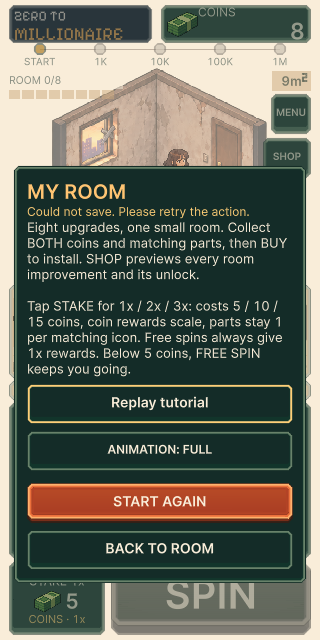 ZERO TO
MILLIONAIRE
COINS
8
START 1K 10K 100K 1M
ROOM 0/8
9m²
MENU
SHOP
MY ROOM
Could not save. Please retry the action.
Eight upgrades, one small room. Collect
BOTH coins and matching parts, then BUY
to install. SHOP previews every room
improvement and its unlock.
Tap STAKE for 1x / 2x / 3x: costs 5 / 10 /
15 coins, coin rewards scale, parts stay 1
per matching icon. Free spins always give
1x rewards. Below 5 coins, FREE SPIN
keeps you going.
Replay tutorial
ANIMATION: FULL
START AGAIN
BACK TO ROOM
STAKE 1x
5
COINS · 1x
SPIN